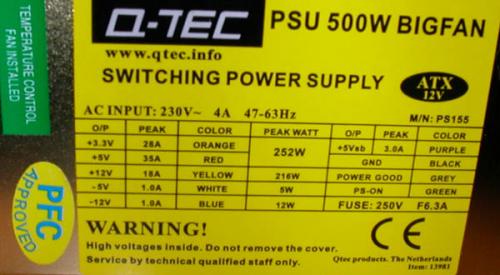 TEMPERATURE CONTROL
FAN INSTALLED
Q-TEC PSU 500W BIGFAN
www.qtec.info
SWITCHING POWER SUPPLY
ATX
12V
AC INPUT: 230V~ 4A 47-63Hz
M/N: PS155
O/P PEAK COLOR PEAK WATT +5Vsb 3.0A PURPLE
+3.3V 28A ORANGE 252W GND BLACK
+5V 35A RED
+12V 18A YELLOW 216W POWER GOOD GREY
-5V 1.0A WHITE 5W PS-ON GREEN
-12V 1.0A BLUE 12W FUSE: 250V F6.3A
PFC
APPROVED
WARNING!
High voltages inside. Do not remove this cover.
Service by technical qualified staff only.
CE
Qtec products. The Netherlands
Item: 13981